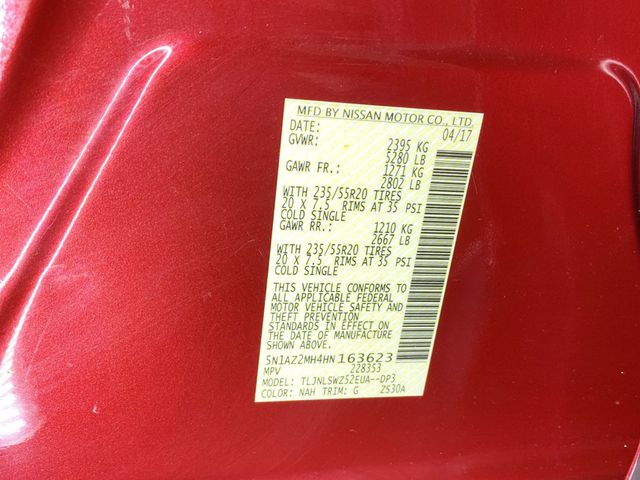 MFD BY NISSAN MOTOR CO., LTD.
DATE: 04/17
GVWR: 2395 KG
5280 LB
GAWR FR.: 1271 KG
2802 LB
WITH 235/55R20 TIRES
20 X 7.5 RIMS AT 35 PSI
COLD SINGLE
GAWR RR.: 1210 KG
2667 LB
WITH 235/55R20 TIRES
20 X 7.5 RIMS AT 35 PSI
COLD SINGLE
THIS VEHICLE CONFORMS TO
ALL APPLICABLE FEDERAL
MOTOR VEHICLE SAFETY AND
THEFT PREVENTION
STANDARDS IN EFFECT ON
THE DATE OF MANUFACTURE
SHOWN ABOVE.
5N1AZ2MH4HN163623
MPV 228353
MODEL: TLJNLSWZ52EUA--DP3
COLOR: NAH TRIM: G ZS30A